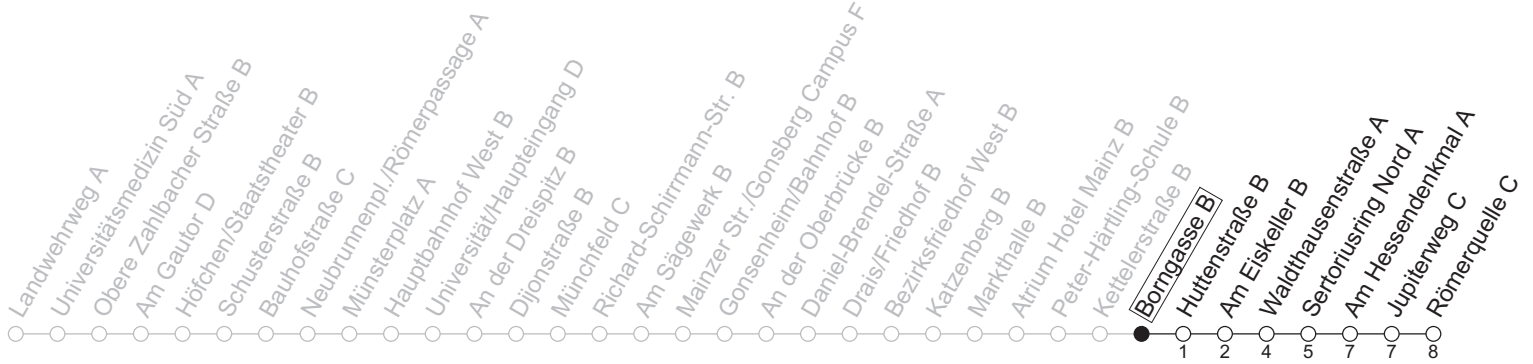 Landwehrweg A
Universitätsmedizin Süd A
Obere Zahlbacher Straße B
Am Gautor D
Höfchen/Staatstheater B
Schusterstraße B
Bauhofstraße C
Neubrunnenpl./Römerpassage A
Münsterplatz A
Hauptbahnhof West B
Universität/Haupteingang D
An der Dreispitz B
Dijonstraße B
Münchfeld C
Richard-Schirrmann-Str. B
Am Sägewerk B
Mainzer Str./Gonsberg Campus F
Gonsenheim/Bahnhof B
An der Oberbrücke B
Daniel-Brendel-Straße A
Drais/Friedhof B
Bezirksfriedhof West B
Katzenberg B
Markthalle B
Atrium Hotel Mainz B
Peter-Härtling-Schule B
Kettelerstraße B
Borngasse B
Huttenstraße B
Am Eiskeller B
Waldthausenstraße A
Sertoriusring Nord A
Am Hessendenkmal A
Jupiterweg C
Römerquelle C
1 2 4 5 7 7 8